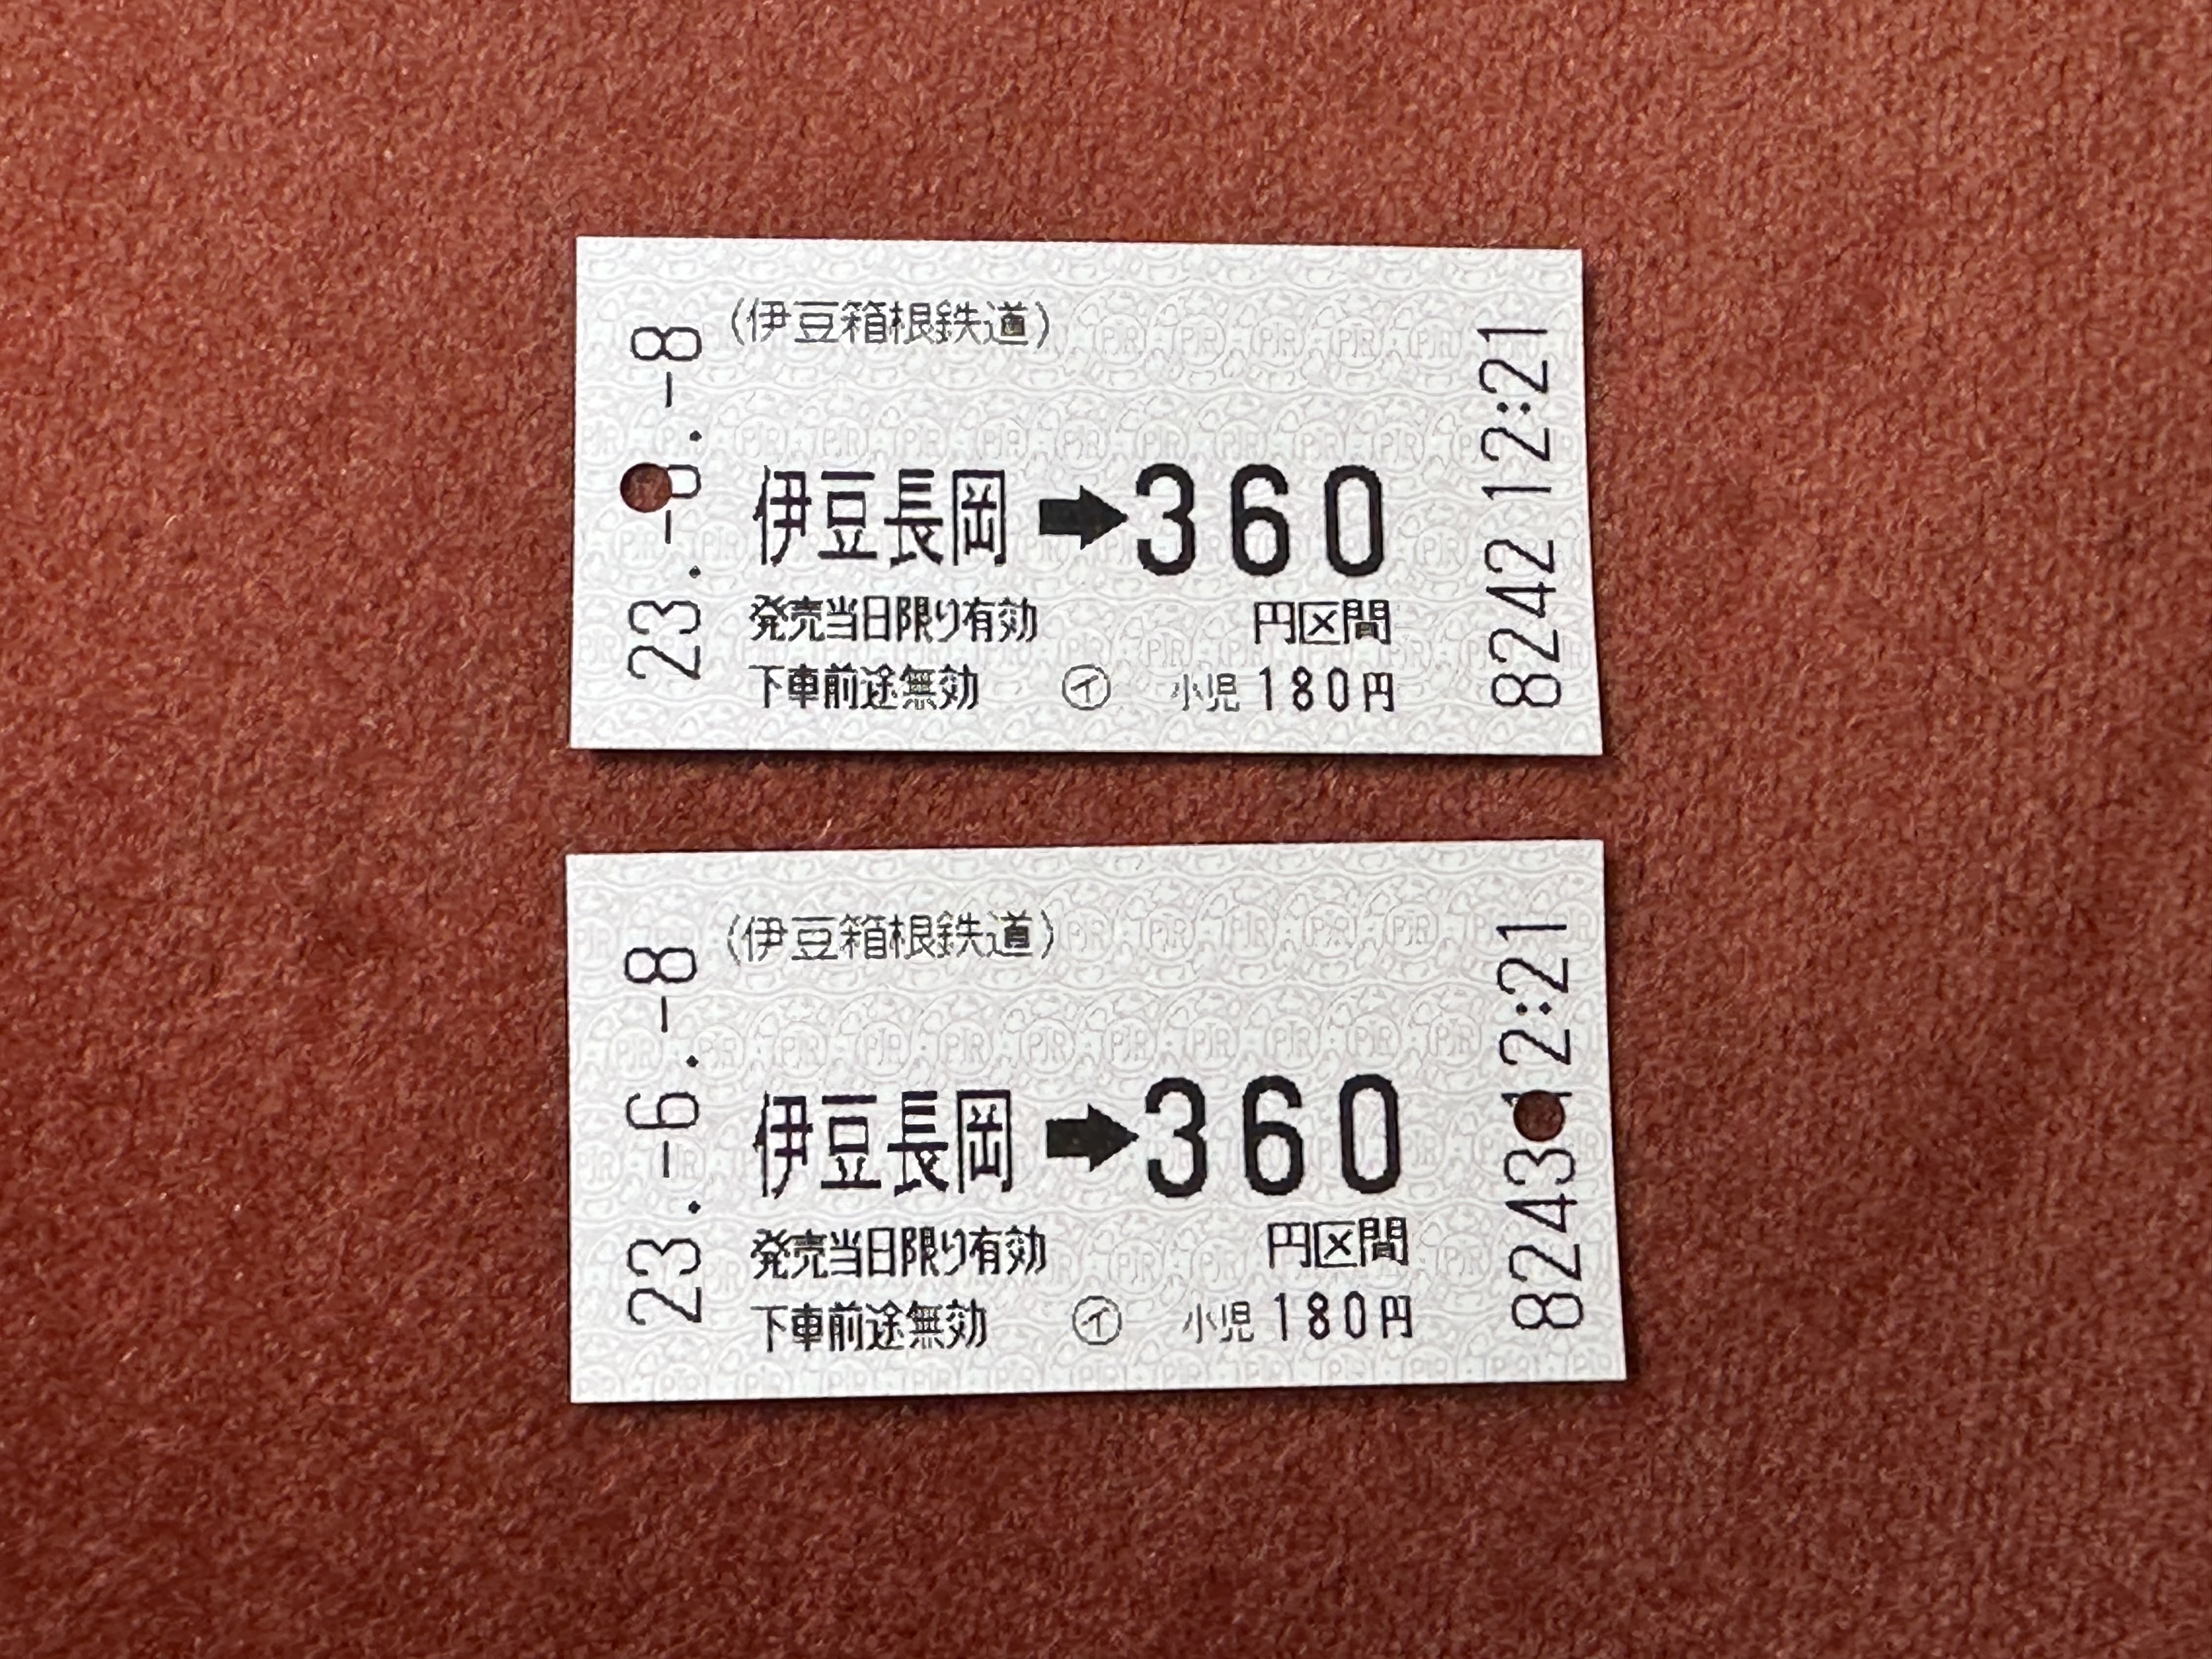 (伊豆箱根鉄道)
23.-6.-8
伊豆長岡➡360
発売当日限り有効 円区間
下車前途無効 ㋑ 小児 180円
8242 12:21
(伊豆箱根鉄道)
23.-6.-8
伊豆長岡➡360
発売当日限り有効 円区間
下車前途無効 ㋑ 小児 180円
8243 12:21